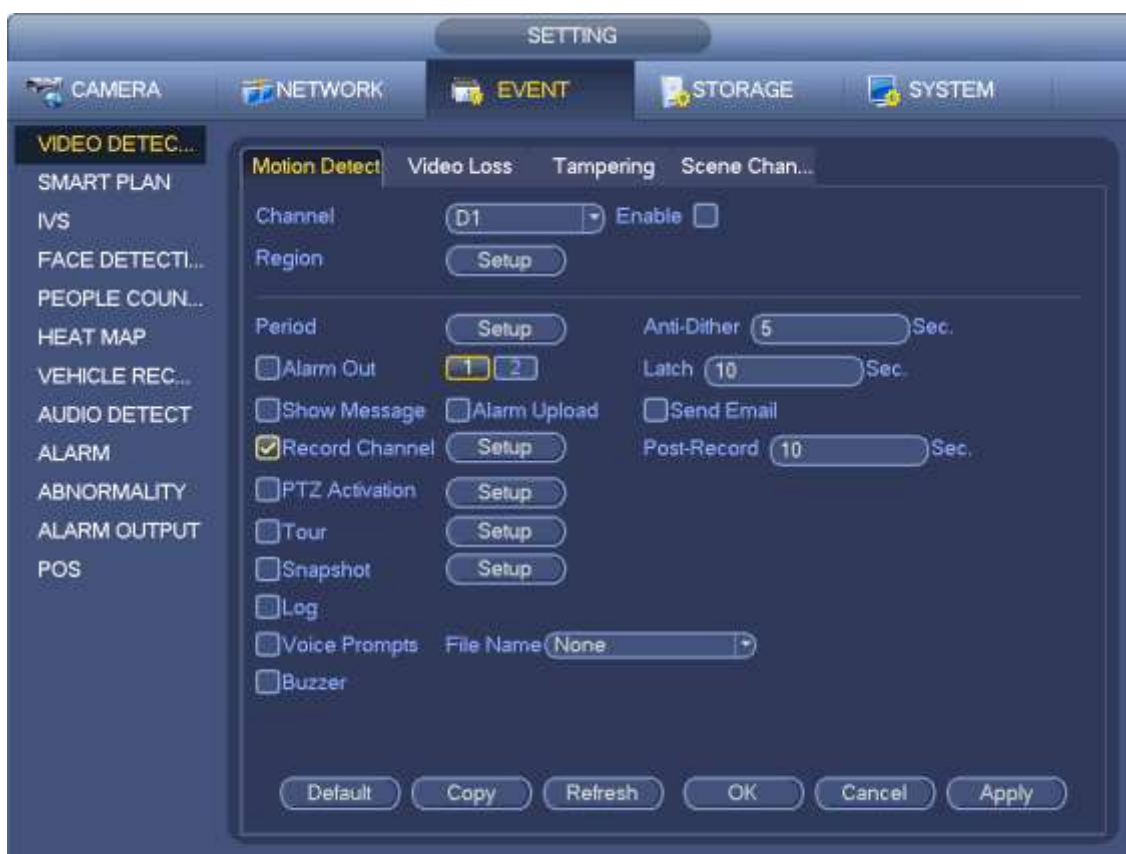 SETTING
CAMERA NETWORK EVENT STORAGE SYSTEM
VIDEO DETEC...
SMART PLAN
IVS
FACE DETECTI...
PEOPLE COUN...
HEAT MAP
VEHICLE REC...
AUDIO DETECT
ALARM
ABNORMALITY
ALARM OUTPUT
POS
Motion Detect Video Loss Tampering Scene Chan...
Channel D1 Enable
Region Setup
Period Setup Anti-Dither 5 Sec.
Alarm Out 1 2 Latch 10 Sec.
Show Message Alarm Upload Send Email
Record Channel Setup Post-Record 10 Sec.
PTZ Activation Setup
Tour Setup
Snapshot Setup
Log
Voice Prompts File Name None
Buzzer
Default Copy Refresh OK Cancel Apply